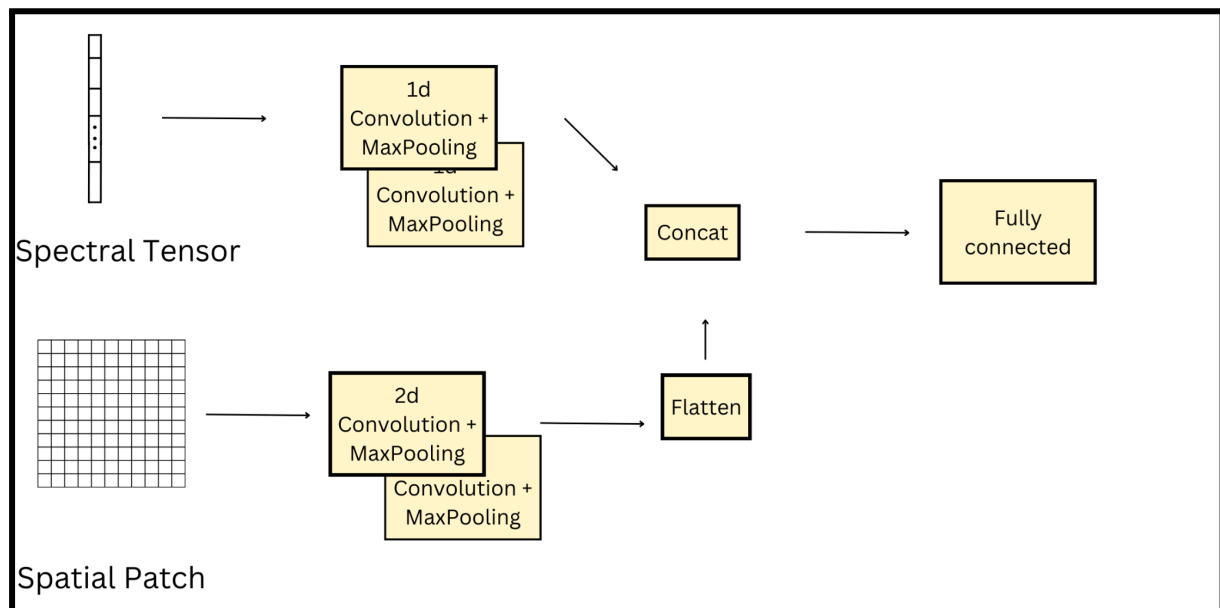 1d
Convolution +
MaxPooling
Convolution +
MaxPooling
Spectral Tensor
Concat
Fully
connected
2d
Convolution +
MaxPooling
Convolution +
MaxPooling
Flatten
Spatial Patch